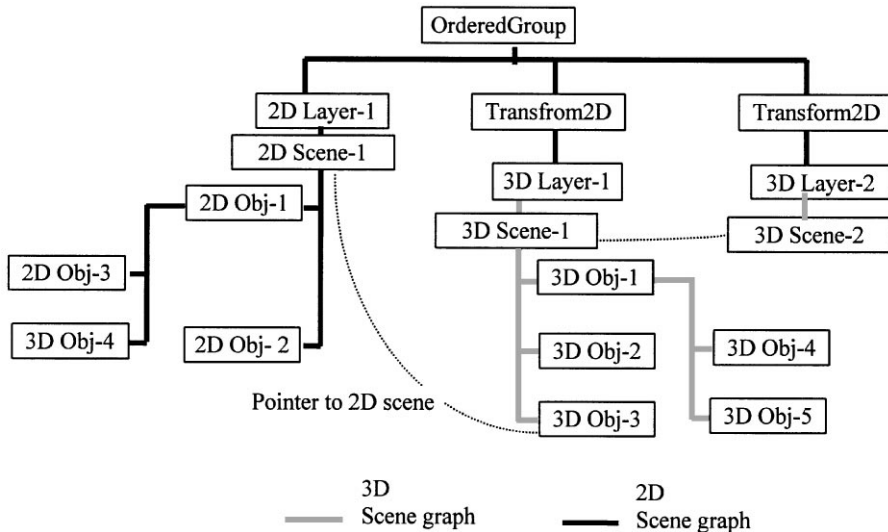 OrderedGroup
2D Layer-1
Transfrom2D
Transform2D
2D Scene-1
3D Layer-1
3D Layer-2
2D Obj-1
3D Scene-1
3D Scene-2
2D Obj-3
3D Obj-1
3D Obj-4
2D Obj- 2
3D Obj-2
3D Obj-4
Pointer to 2D scene
3D Obj-3
3D Obj-5
3D
Scene graph
2D
Scene graph